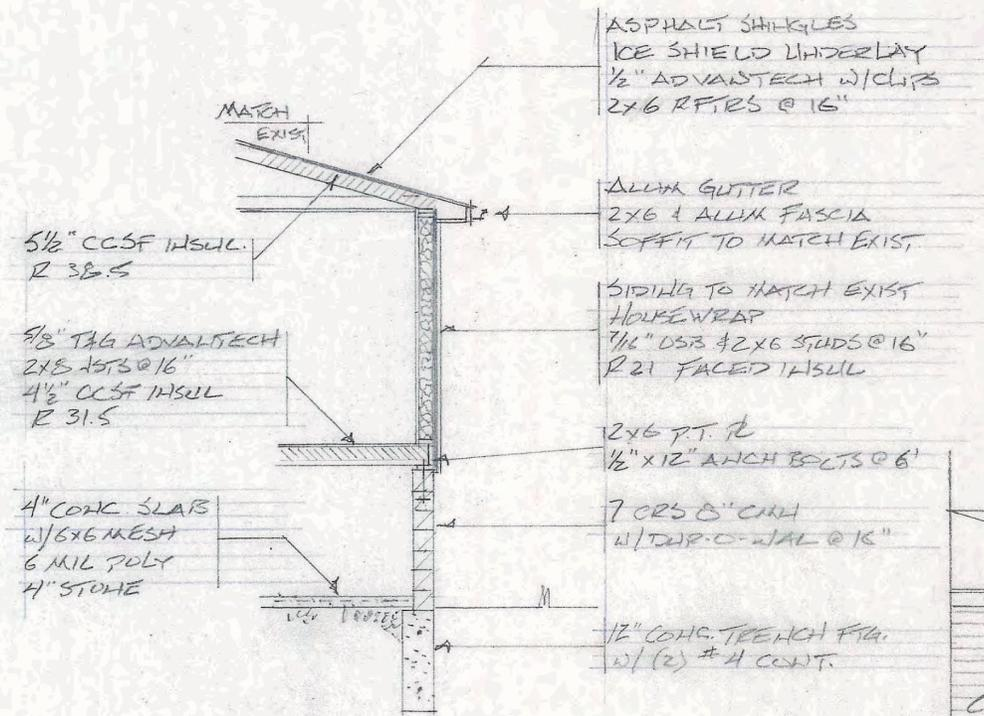 ASPHALT SHINGLES
ICE SHIELD UNDERLAY
1/2" ADVANTECH W/CLIPS
2X6 RFTRS @ 16"
MATCH
EXIST
ALUM GUTTER
2X6 & ALUM FASCIA
SOFFIT TO MATCH EXIST
5 1/2" CCSF INSUL.
R 38.5
SIDING TO MATCH EXIST
HOUSEWRAP
7/16" OSB & 2X6 STUDS @ 16"
R 21 FACED INSUL
5/8" T&G ADVANTECH
2X8 JSTS @ 16"
4 1/2" CCSF INSUL
R 31.5
2X6 P.T. PL
1/2" X 12" ANCH BOLTS @ 6'
4" CONC. SLAB
W/6X6 MESH
6 MIL POLY
4" STONE
7 CRS 8" CMU
W/DUR-O-WAL @ 16"
12" CONC. TRENCH FTG.
W/ (2) #4 CONT.